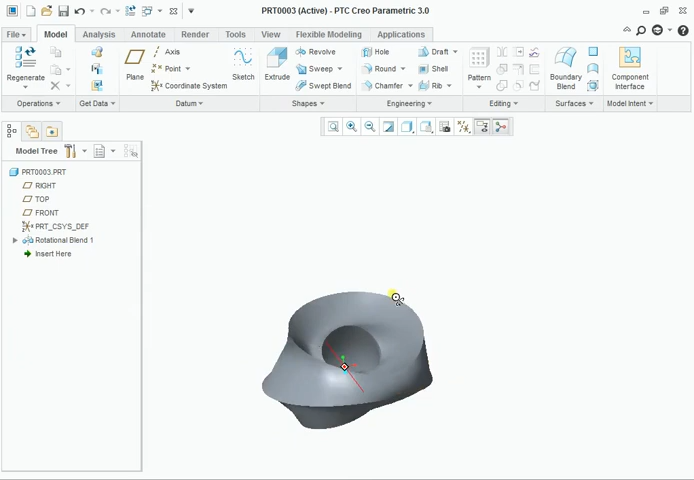 PRT0003 (Active) - PTC Creo Parametric 3.0
File Model Analysis Annotate Render Tools View Flexible Modeling Applications
Regenerate
Plane
Axis
Point
Coordinate System
Sketch
Extrude
Revolve
Sweep
Swept Blend
Hole
Round
Chamfer
Draft
Shell
Rib
Pattern
Boundary
Blend
Component
Interface
Operations Get Data Datum Shapes Engineering Editing Surfaces Model Intent
Model Tree
PRT0003.PRT
RIGHT
TOP
FRONT
PRT_CSYS_DEF
Rotational Blend 1
Insert Here